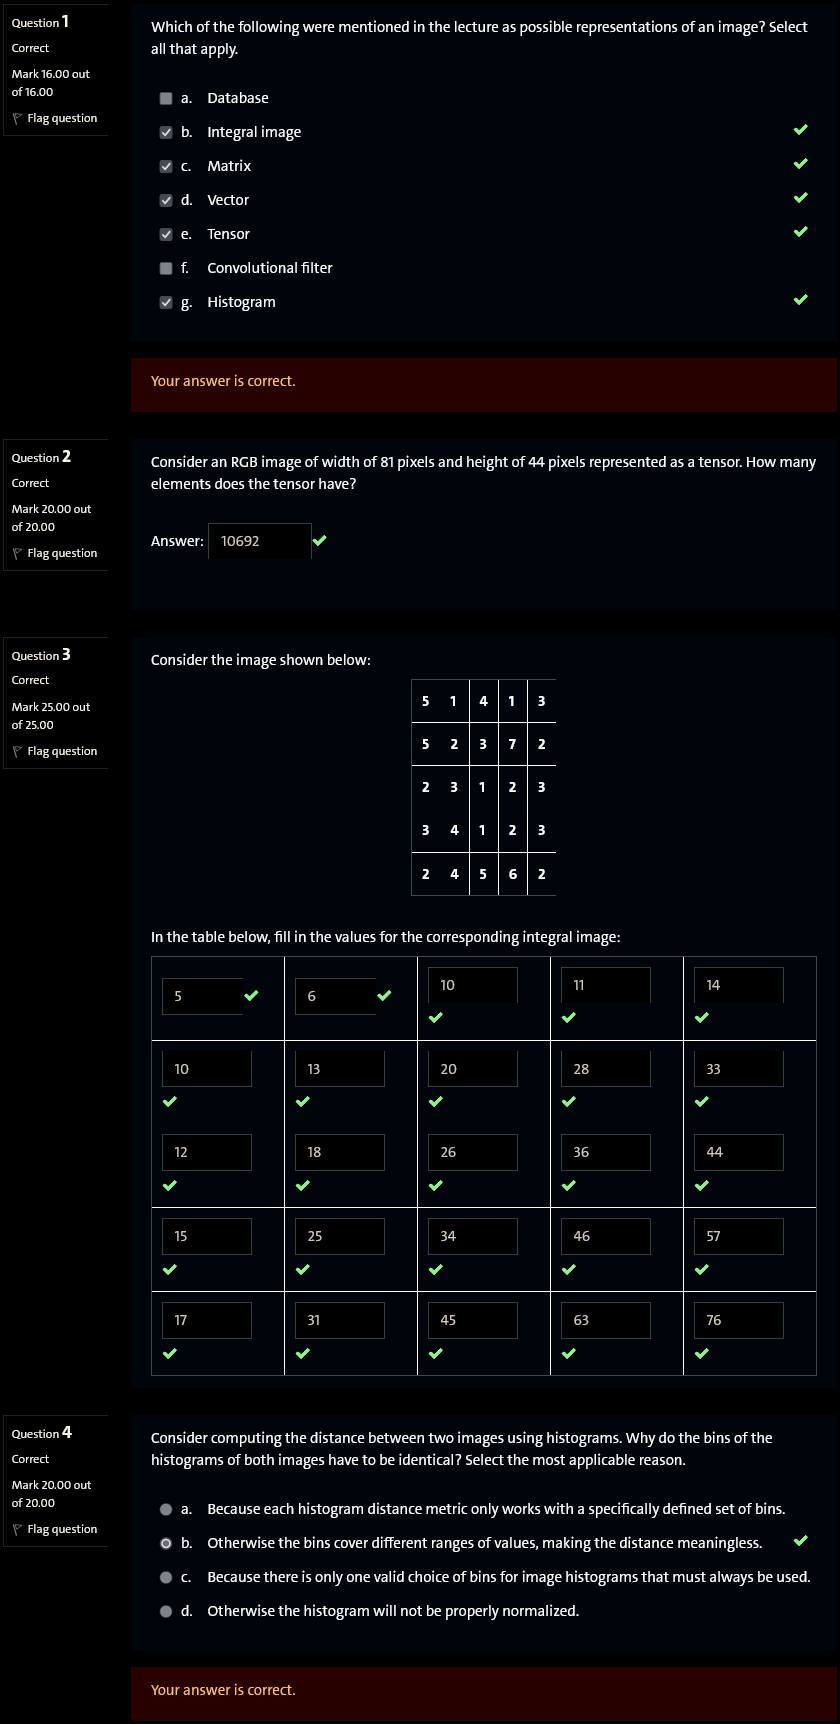 Question 1
Correct
Mark 16.00 out
of 16.00
Flag question
Which of the following were mentioned in the lecture as possible representations of an image? Select
all that apply.
a. Database
b. Integral image
c. Matrix
d. Vector
e. Tensor
f. Convolutional filter
g. Histogram
Your answer is correct.
Question 2
Correct
Mark 20.00 out
of 20.00
Flag question
Consider an RGB image of width of 81 pixels and height of 44 pixels represented as a tensor. How many
elements does the tensor have?
Answer: 10692
Question 3
Correct
Mark 25.00 out
of 25.00
Flag question
Consider the image shown below:
5 1 4 1 3
5 2 3 7 2
2 3 1 2 3
3 4 1 2 3
2 4 5 6 2
In the table below, fill in the values for the corresponding integral image:
5 6 10 11 14
10 13 20 28 33
12 18 26 36 44
15 25 34 46 57
17 31 45 63 76
Question 4
Correct
Mark 20.00 out
of 20.00
Flag question
Consider computing the distance between two images using histograms. Why do the bins of the
histograms of both images have to be identical? Select the most applicable reason.
a. Because each histogram distance metric only works with a specifically defined set of bins.
b. Otherwise the bins cover different ranges of values, making the distance meaningless.
c. Because there is only one valid choice of bins for image histograms that must always be used.
d. Otherwise the histogram will not be properly normalized.
Your answer is correct.